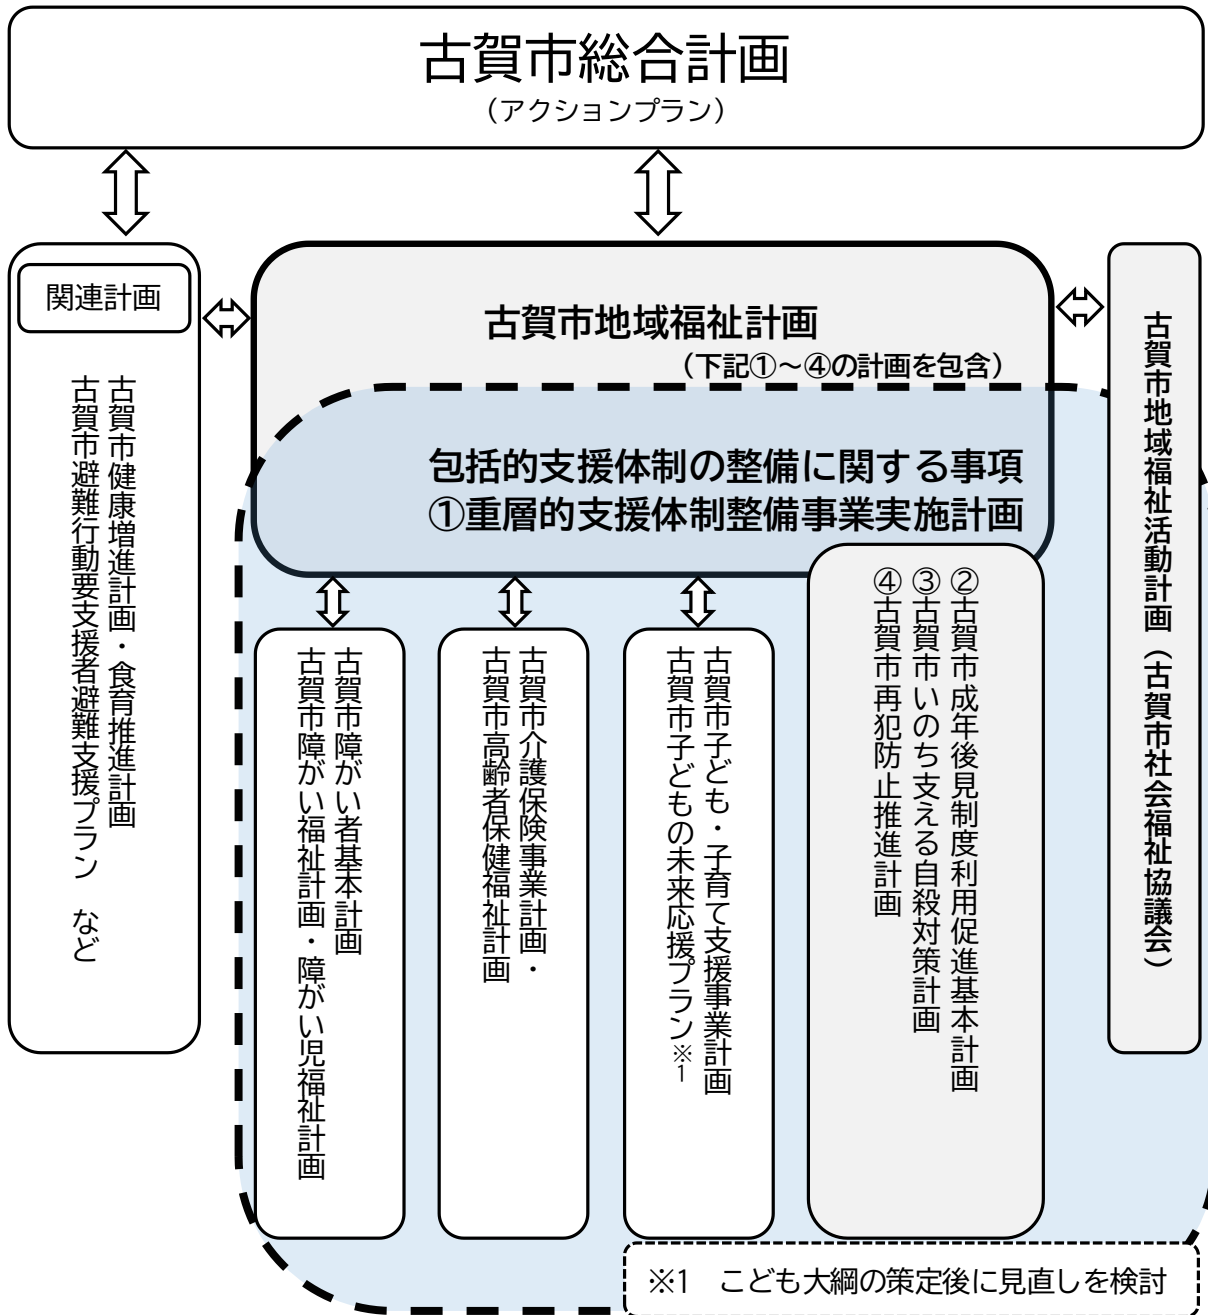 古賀市総合計画
（アクションプラン）
関連計画
古賀市健康増進計画・食育推進計画
古賀市避難行動要支援者避難支援プラン　など
古賀市地域福祉計画
（下記①～④の計画を包含）
包括的支援体制の整備に関する事項
①重層的支援体制整備事業実施計画
古賀市障がい者基本計画
古賀市障がい福祉計画・障がい児福祉計画
古賀市介護保険事業計画・
古賀市高齢者保健福祉計画
古賀市子ども・子育て支援事業計画
古賀市子どもの未来応援プラン※1
②古賀市成年後見制度利用促進基本計画
③古賀市いのち支える自殺対策計画
④古賀市再犯防止推進計画
古賀市地域福祉活動計画（古賀市社会福祉協議会）
※1　こども大綱の策定後に見直しを検討